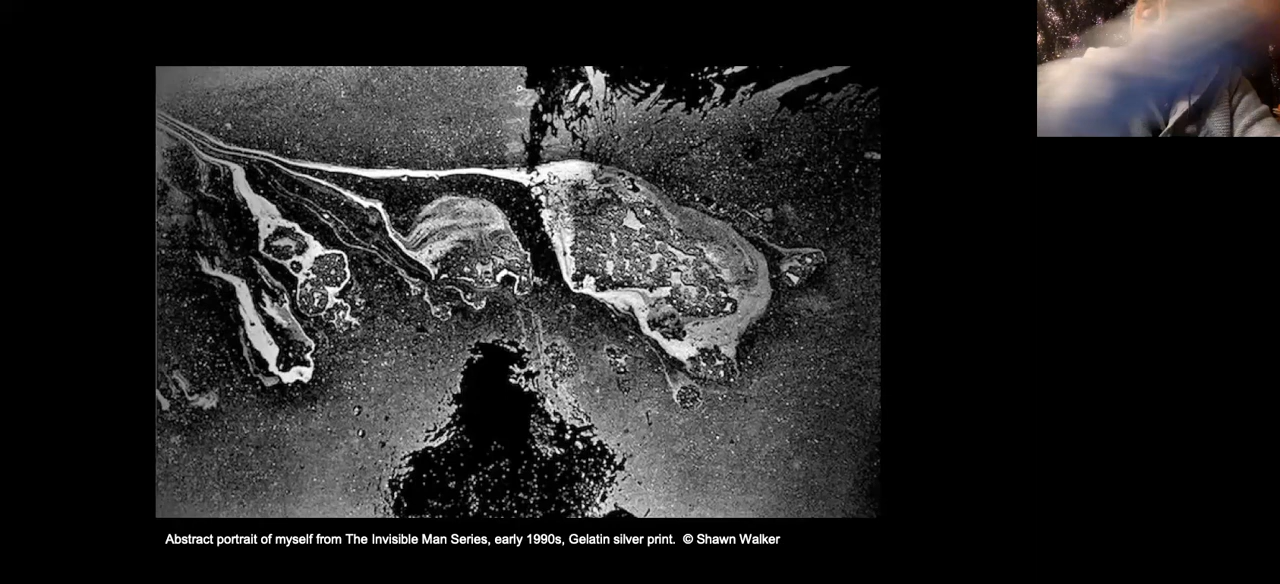 Abstract portrait of myself from The Invisible Man Series, early 1990s, Gelatin silver print.  © Shawn Walker